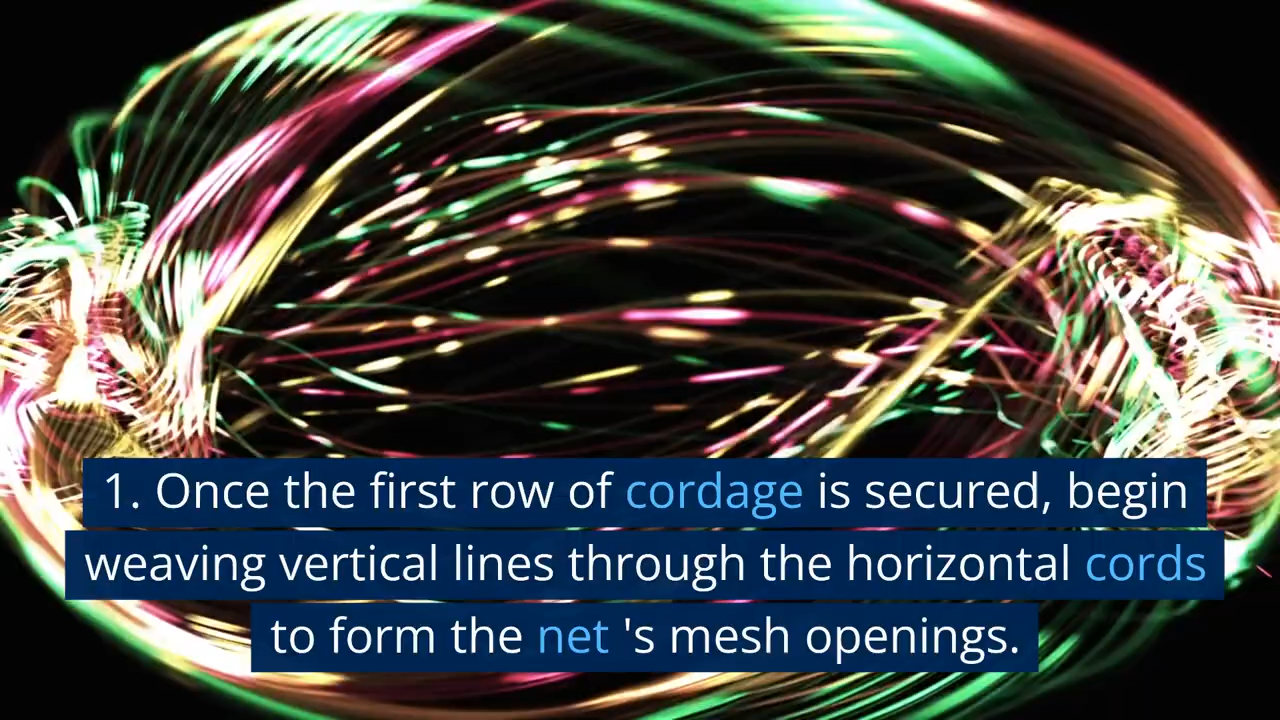 1. Once the first row of cordage is secured, begin
weaving vertical lines through the horizontal cords
to form the net 's mesh openings.